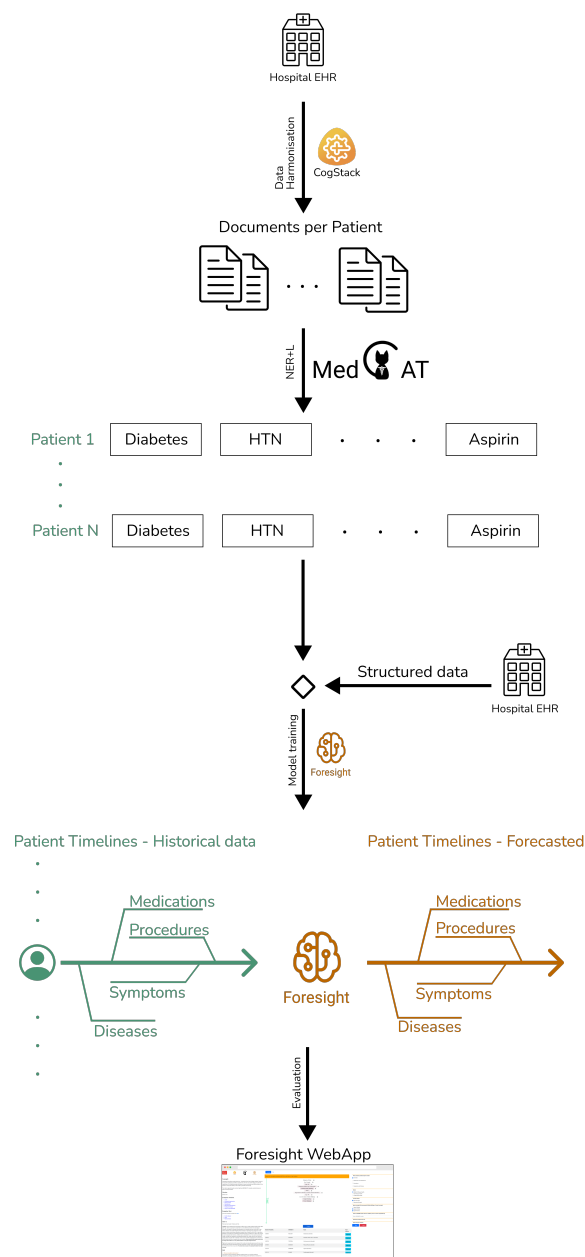 Hospital EHR
Data
Harmonisation
CogStack
Documents per Patient
. . .
NER+L
Med AT
Patient 1
Diabetes
HTN
. . .
Aspirin
Patient N
Diabetes
HTN
. . .
Aspirin
Structured data
Hospital EHR
Model training
Foresight
Patient Timelines - Historical data
Patient Timelines - Forecasted
Medications
Procedures
Symptoms
Diseases
Foresight
Medications
Procedures
Symptoms
Diseases
Evaluation
Foresight WebApp